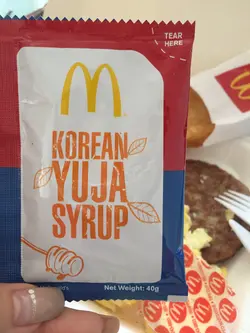 TEAR
HERE
KOREAN
YUJA
SYRUP
Net Weight: 40g